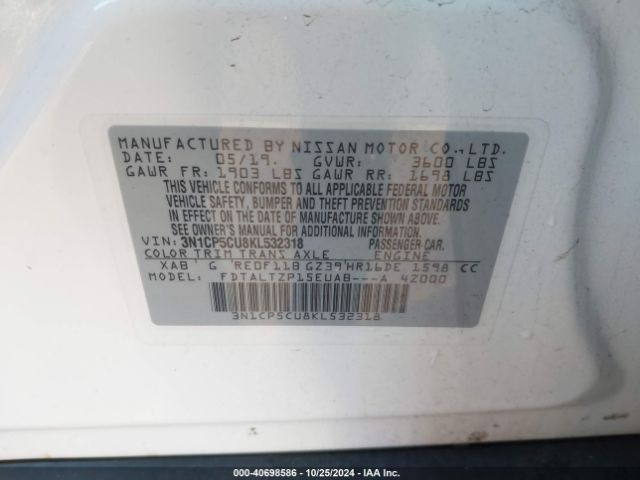 MANUFACTURED BY NISSAN MOTOR CO., LTD.
DATE: 05/19. GVWR: 3600 LBS
GAWR FR: 1903 LBS GAWR RR: 1698 LBS
THIS VEHICLE CONFORMS TO ALL APPLICABLE FEDERAL MOTOR
VEHICLE SAFETY, BUMPER AND THEFT PREVENTION STANDARDS
IN EFFECT ON THE DATE OF MANUFACTURE SHOWN ABOVE.
SEE OWNER'S MANUAL FOR ADDITIONAL INFORMATION.
VIN: 3N1CP5CU8KL532318 PASSENGER CAR.
COLOR TRIM TRANS AXLE ENGINE
XAB G RE0F11B GZ39 HR16DE 1598 CC
MODEL: FDTALTZP15EUAB---A 4Z000
3N1CP5CU8KL532318
000-40698586 - 10/25/2024 - IAA Inc.